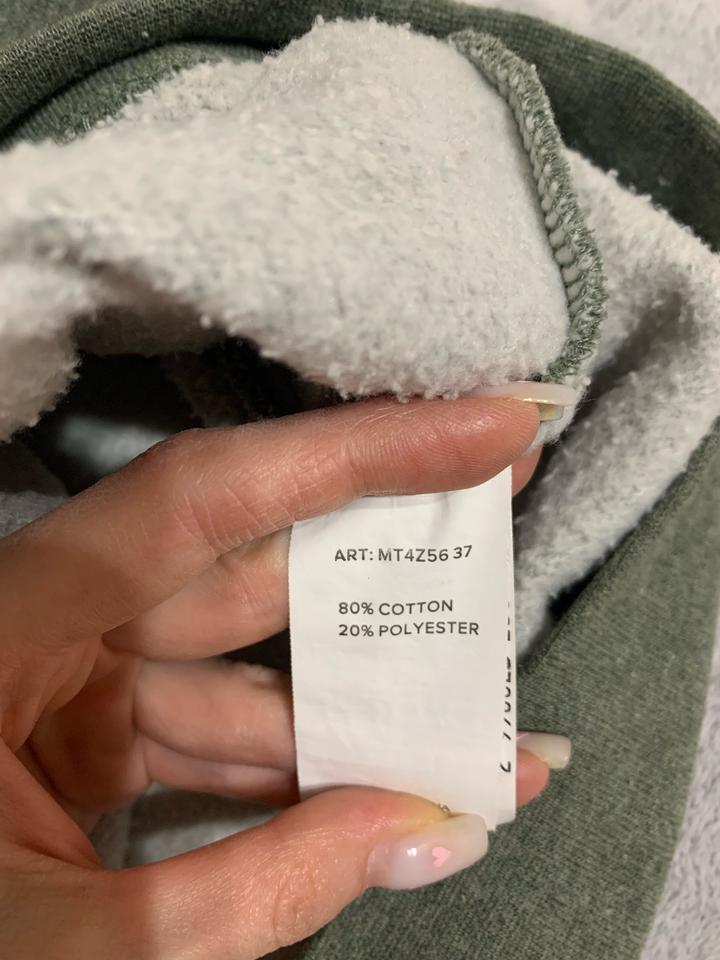 ART: MT4Z56 37
80% COTTON
20% POLYESTER